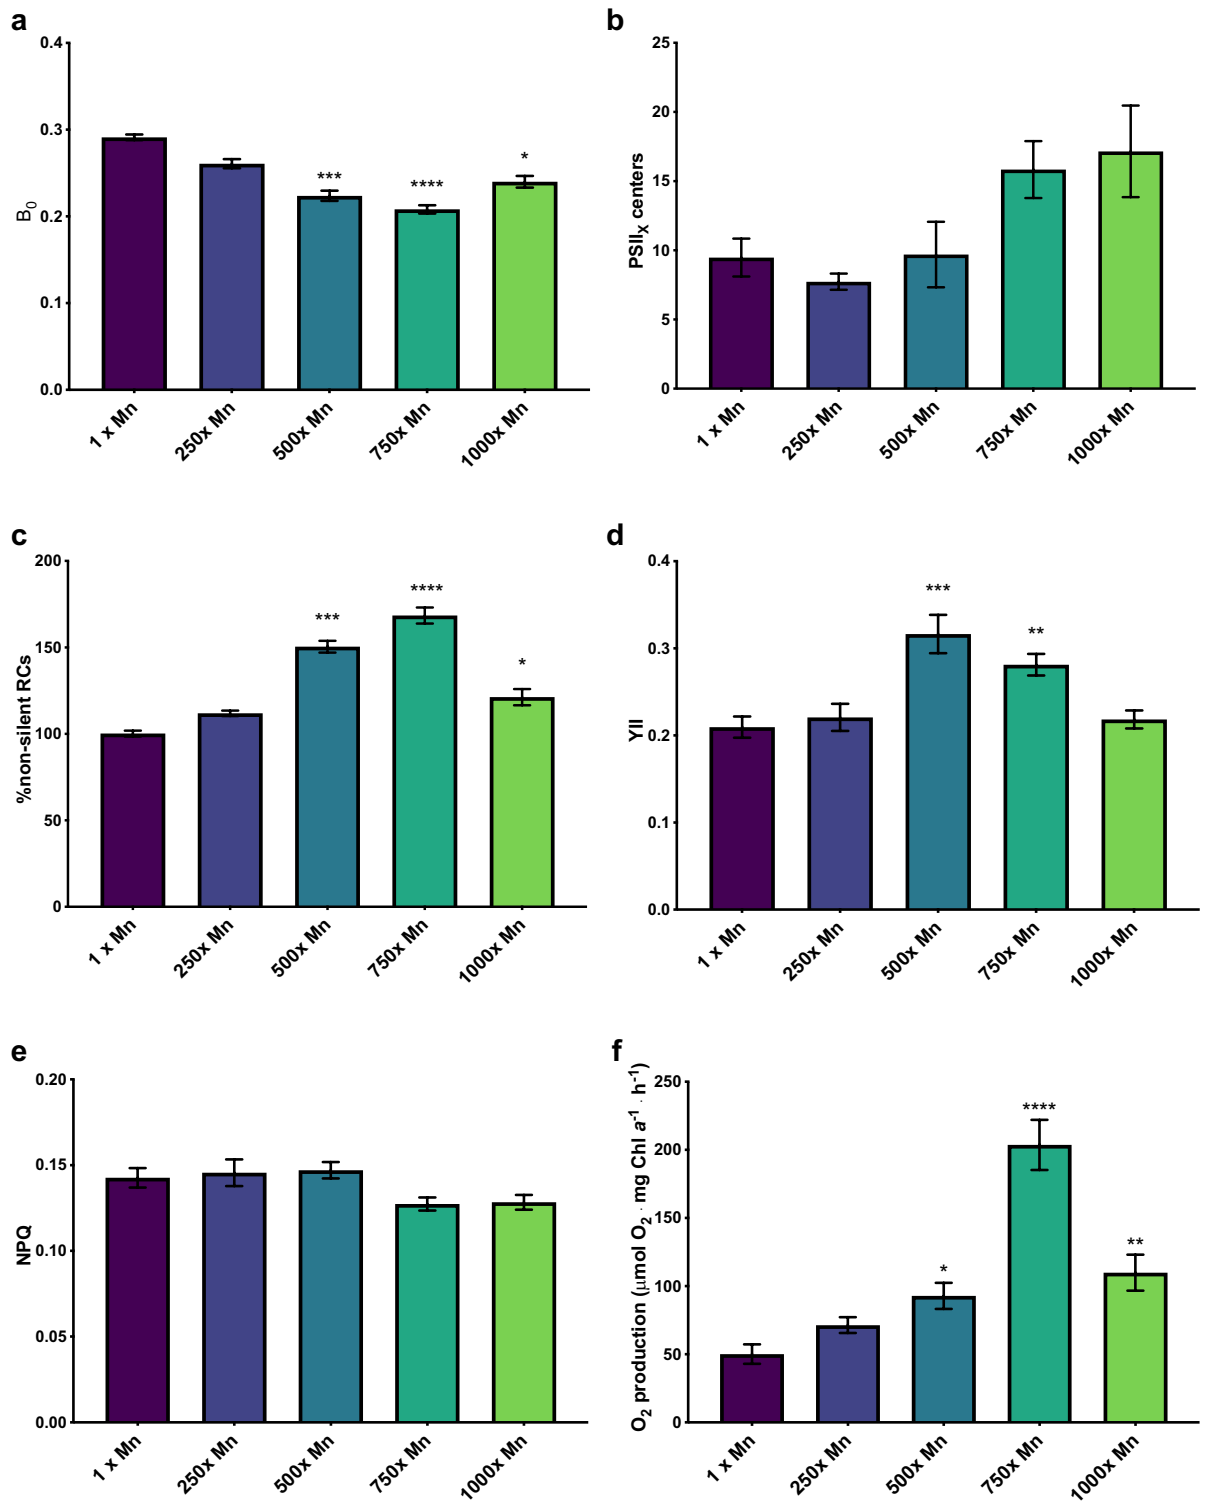 a
0.4
0.3
0.2
0.1
0.0
B0
***
****
*
1 x Mn
250x Mn
500x Mn
750x Mn
1000x Mn
b
25
20
15
10
5
0
PSIIX centers
1 x Mn
250x Mn
500x Mn
750x Mn
1000x Mn
c
200
150
100
50
0
%non-silent RCs
***
****
*
1 x Mn
250x Mn
500x Mn
750x Mn
1000x Mn
d
0.4
0.3
0.2
0.1
0.0
YII
***
**
1 x Mn
250x Mn
500x Mn
750x Mn
1000x Mn
e
0.20
0.15
0.10
0.05
0.00
NPQ
1 x Mn
250x Mn
500x Mn
750x Mn
1000x Mn
f
250
200
150
100
50
0
O2 production (μmol O2 · mg Chl a-1 · h-1)
*
****
**
1 x Mn
250x Mn
500x Mn
750x Mn
1000x Mn